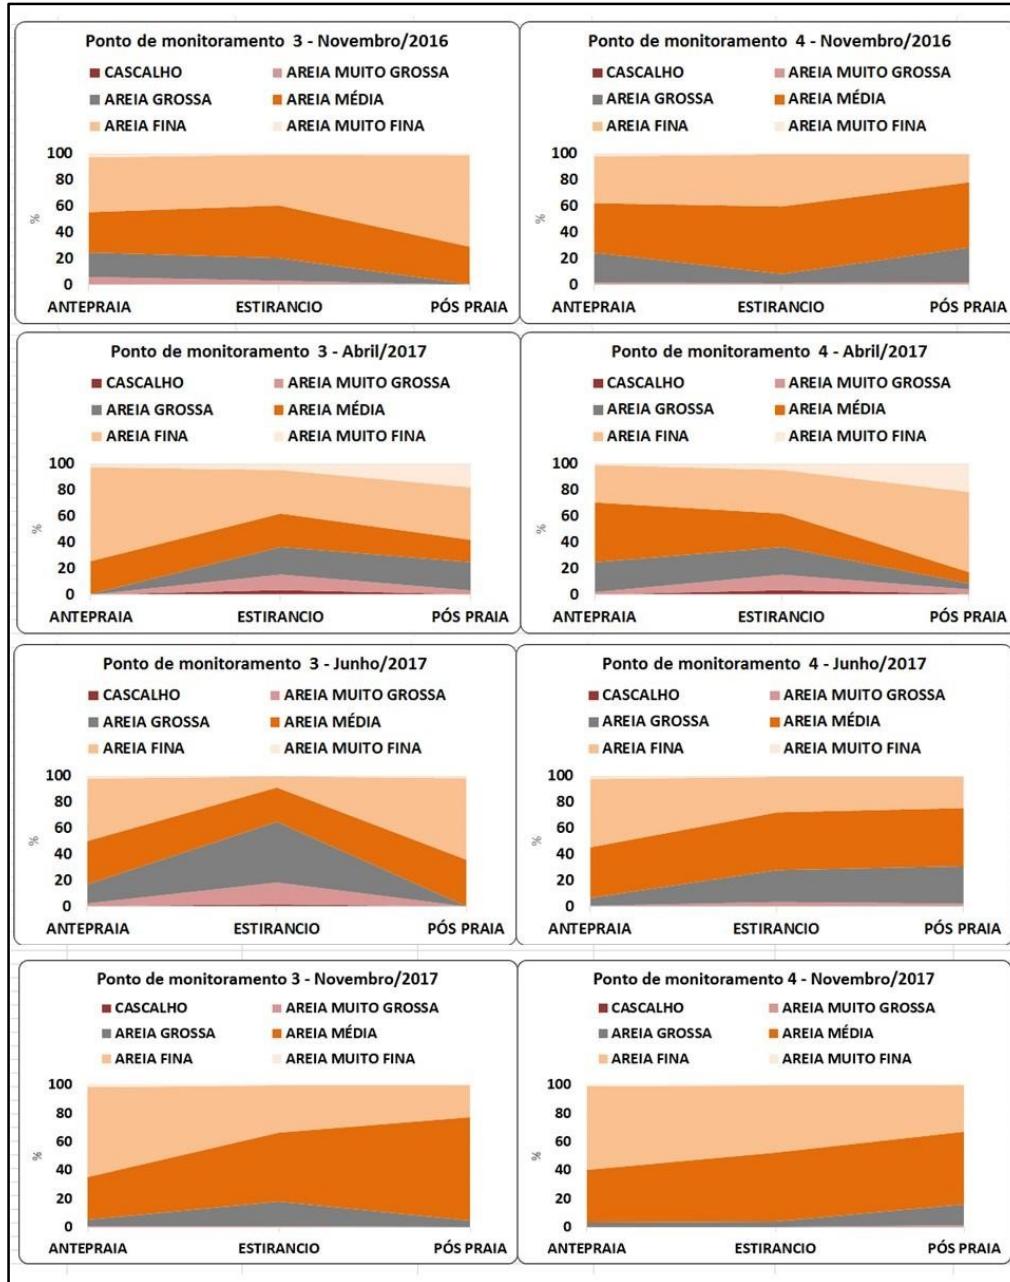 Ponto de monitoramento 3 - Novembro/2016
CASCALHO AREIA MUITO GROSSA
AREIA GROSSA AREIA MÉDIA
AREIA FINA AREIA MUITO FINA
100
80
60
40
20
0
%
ANTEPRAIA ESTIRANCIO PÓS PRAIA
Ponto de monitoramento 4 - Novembro/2016
CASCALHO AREIA MUITO GROSSA
AREIA GROSSA AREIA MÉDIA
AREIA FINA AREIA MUITO FINA
100
80
60
40
20
0
%
ANTEPRAIA ESTIRANCIO PÓS PRAIA
Ponto de monitoramento 3 - Abril/2017
CASCALHO AREIA MUITO GROSSA
AREIA GROSSA AREIA MÉDIA
AREIA FINA AREIA MUITO FINA
100
80
60
40
20
0
%
ANTEPRAIA ESTIRANCIO PÓS PRAIA
Ponto de monitoramento 4 - Abril/2017
CASCALHO AREIA MUITO GROSSA
AREIA GROSSA AREIA MÉDIA
AREIA FINA AREIA MUITO FINA
100
80
60
40
20
0
%
ANTEPRAIA ESTIRANCIO PÓS PRAIA
Ponto de monitoramento 3 - Junho/2017
CASCALHO AREIA MUITO GROSSA
AREIA GROSSA AREIA MÉDIA
AREIA FINA AREIA MUITO FINA
100
80
60
40
20
0
%
ANTEPRAIA ESTIRANCIO PÓS PRAIA
Ponto de monitoramento 4 - Junho/2017
CASCALHO AREIA MUITO GROSSA
AREIA GROSSA AREIA MÉDIA
AREIA FINA AREIA MUITO FINA
100
80
60
40
20
0
%
ANTEPRAIA ESTIRANCIO PÓS PRAIA
Ponto de monitoramento 3 - Novembro/2017
CASCALHO AREIA MUITO GROSSA
AREIA GROSSA AREIA MÉDIA
AREIA FINA AREIA MUITO FINA
100
80
60
40
20
0
%
ANTEPRAIA ESTIRANCIO PÓS PRAIA
Ponto de monitoramento 4 - Novembro/2017
CASCALHO AREIA MUITO GROSSA
AREIA GROSSA AREIA MÉDIA
AREIA FINA AREIA MUITO FINA
100
80
60
40
20
0
%
ANTEPRAIA ESTIRANCIO PÓS PRAIA